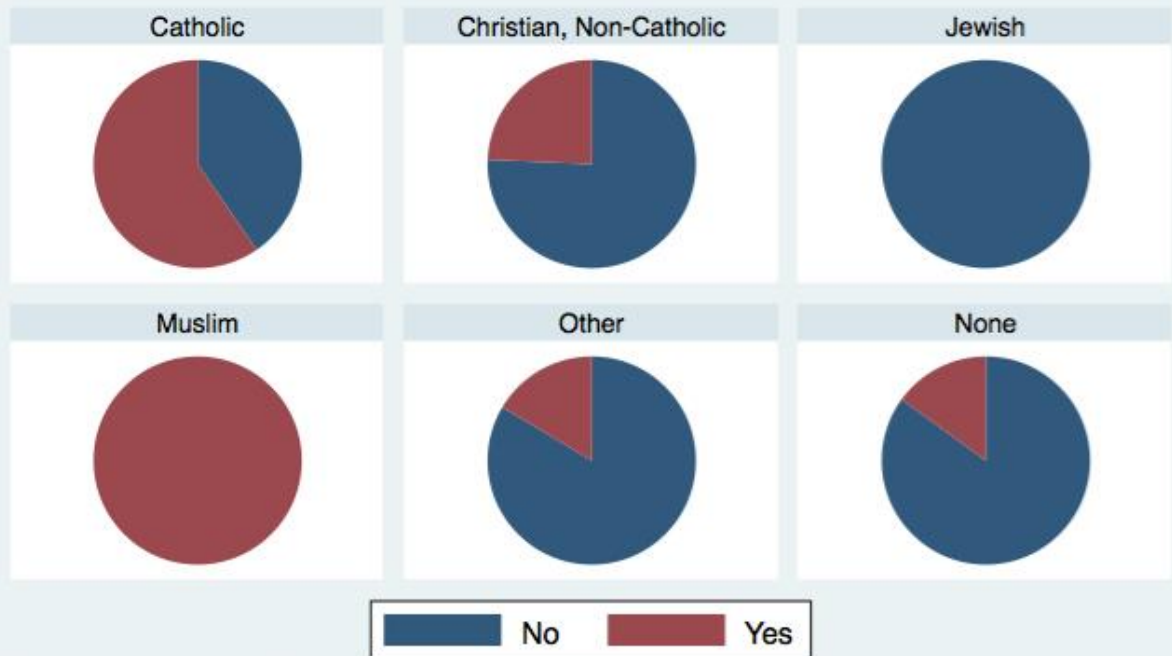 Catholic
Christian, Non-Catholic
Jewish
Muslim
Other
None
No
Yes